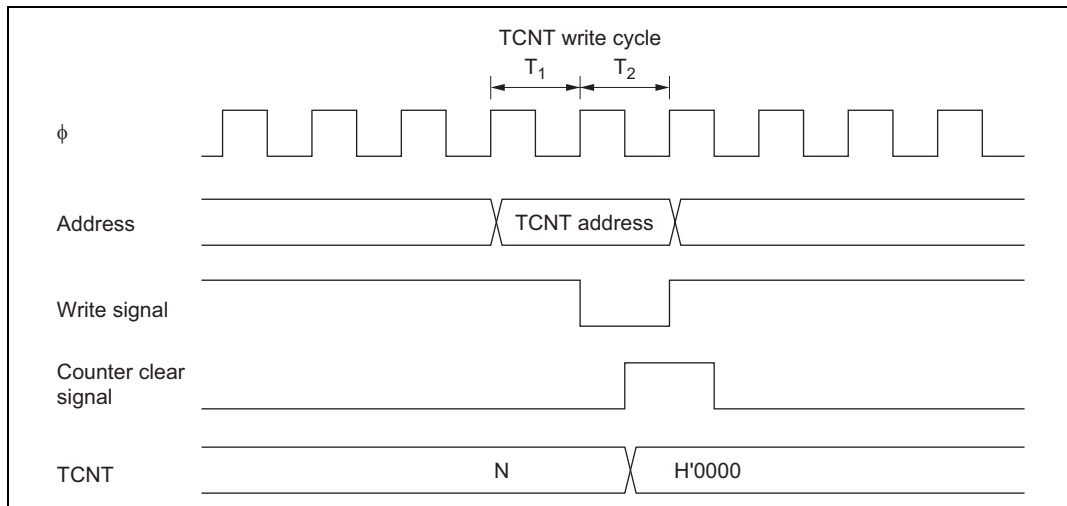 TCNT write cycle
T₁ T₂
ϕ
Address
TCNT address
Write signal
Counter clear
signal
TCNT
N
H'0000